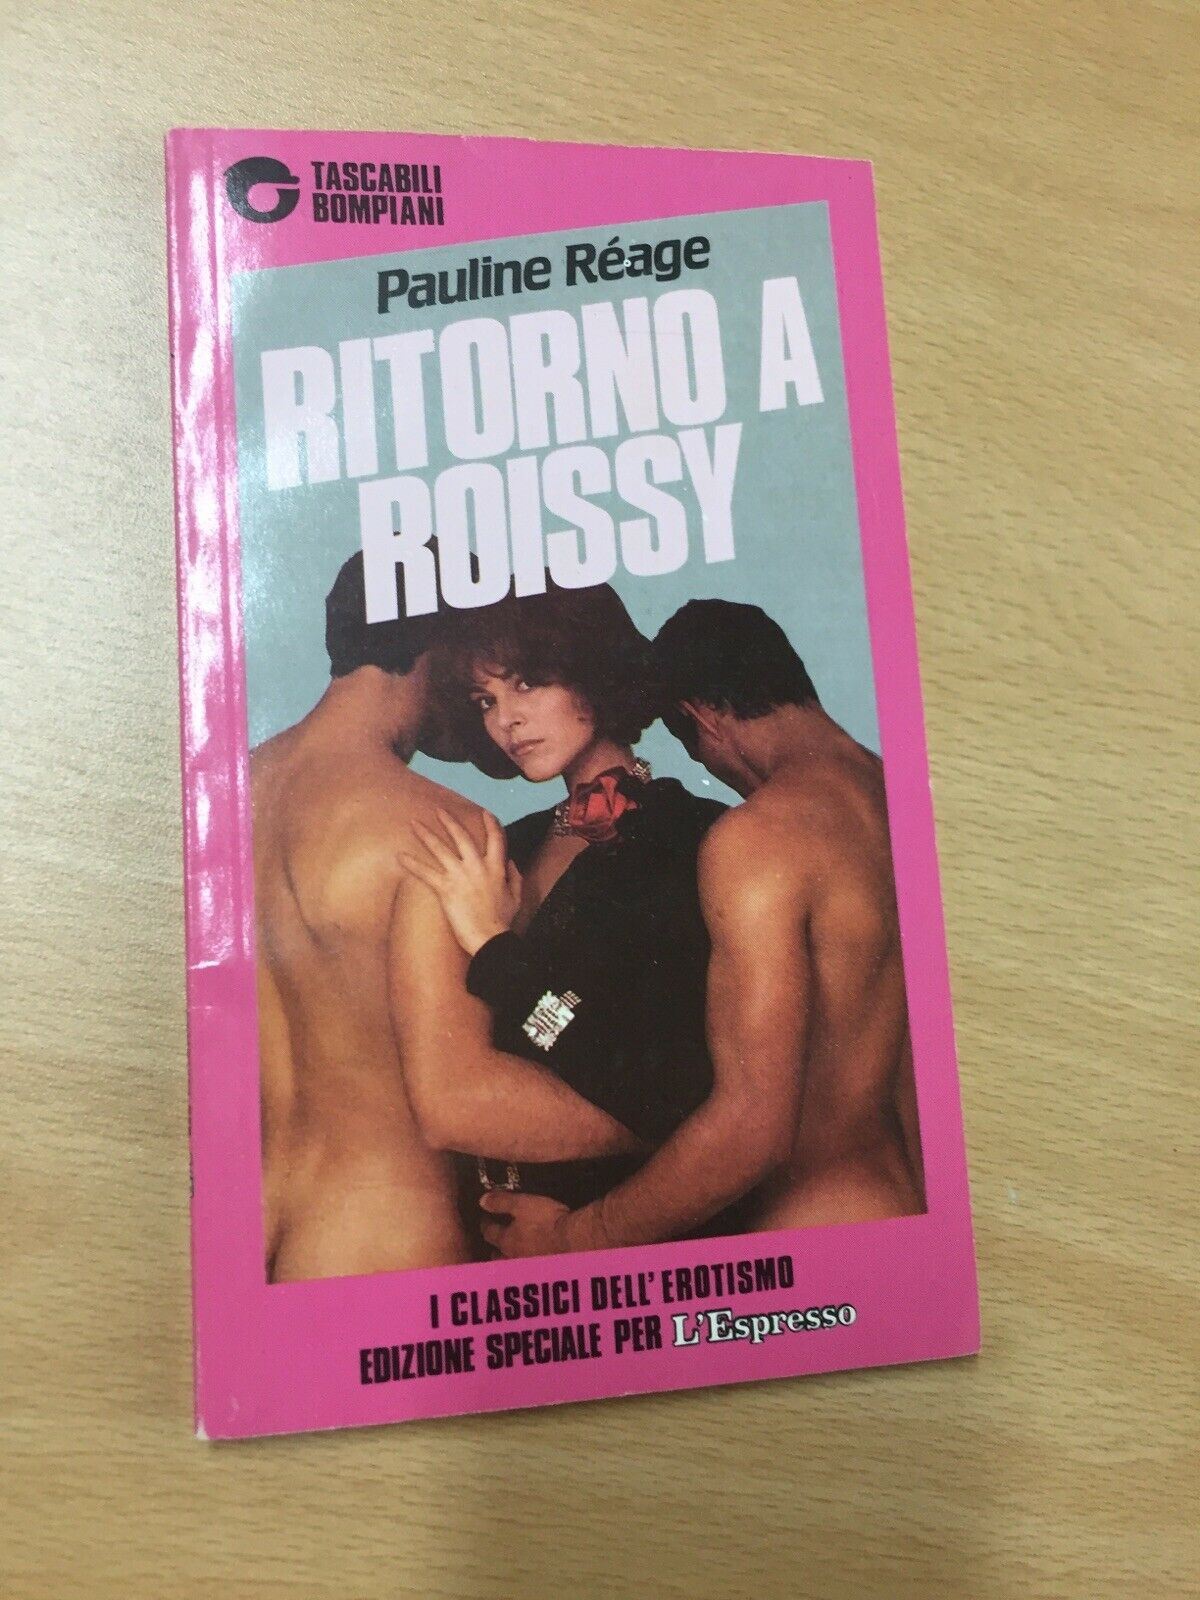 TASCABILI
BOMPIANI
Pauline Réage
RITORNO A
ROISSY
I CLASSICI DELL'EROTISMO
EDIZIONE SPECIALE PER L'Espresso